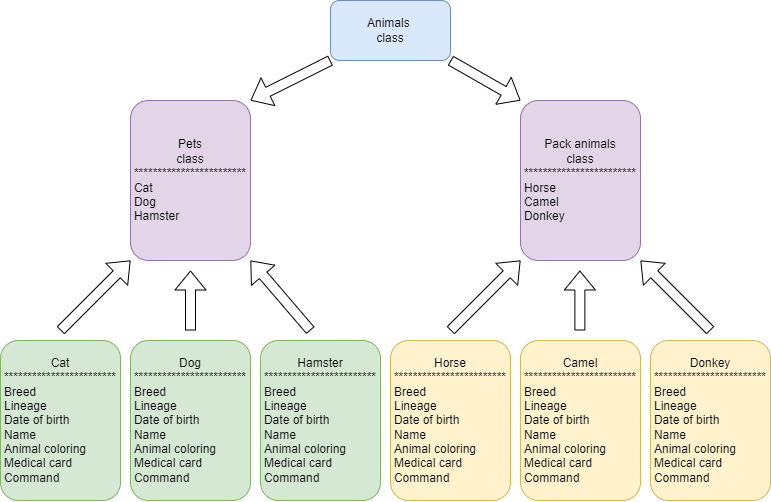 Animals
class
Pets
class
************************
Cat
Dog
Hamster
Pack animals
class
************************
Horse
Camel
Donkey
Cat
************************
Breed
Lineage
Date of birth
Name
Animal coloring
Medical card
Command
Dog
************************
Breed
Lineage
Date of birth
Name
Animal coloring
Medical card
Command
Hamster
************************
Breed
Lineage
Date of birth
Name
Animal coloring
Medical card
Command
Horse
************************
Breed
Lineage
Date of birth
Name
Animal coloring
Medical card
Command
Camel
************************
Breed
Lineage
Date of birth
Name
Animal coloring
Medical card
Command
Donkey
************************
Breed
Lineage
Date of birth
Name
Animal coloring
Medical card
Command